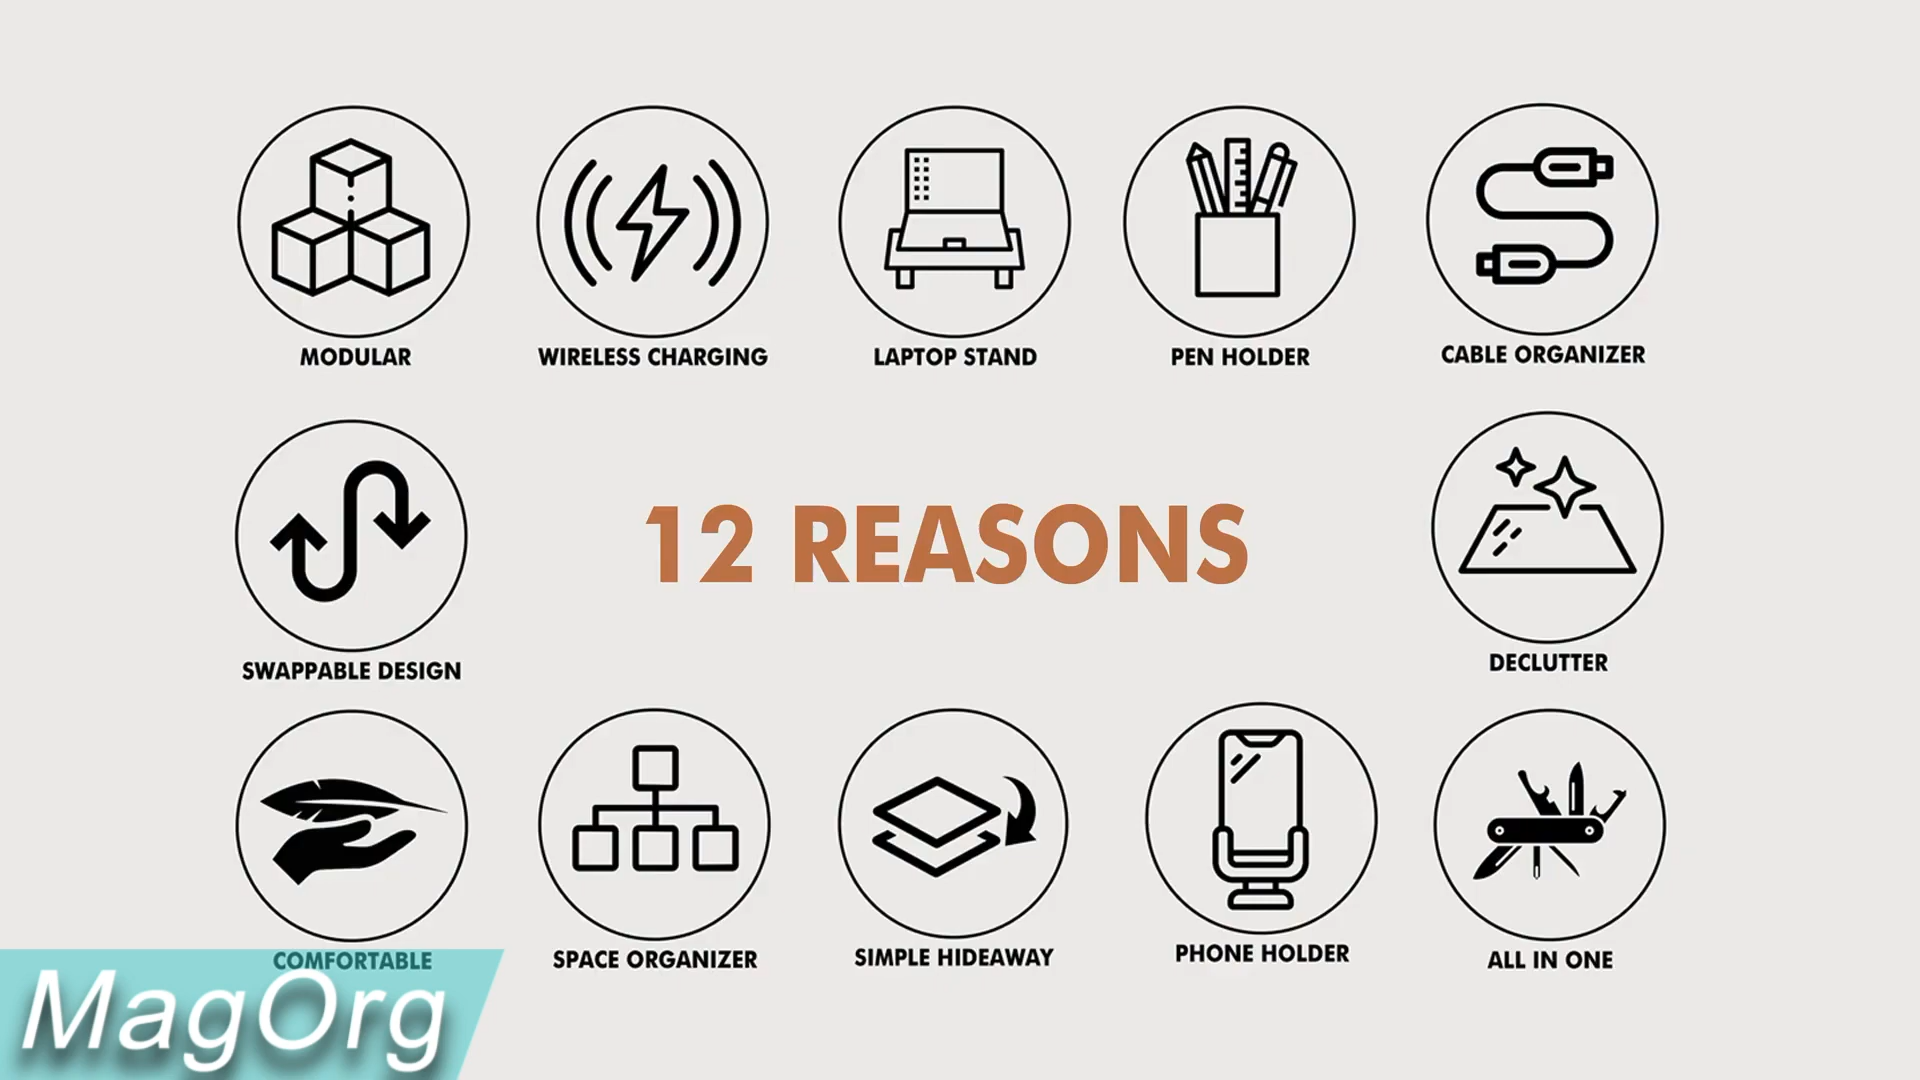 MODULAR
WIRELESS CHARGING
LAPTOP STAND
PEN HOLDER
CABLE ORGANIZER
SWAPPABLE DESIGN
12 REASONS
DECLUTTER
COMFORTABLE
SPACE ORGANIZER
SIMPLE HIDEAWAY
PHONE HOLDER
ALL IN ONE
MagOrg